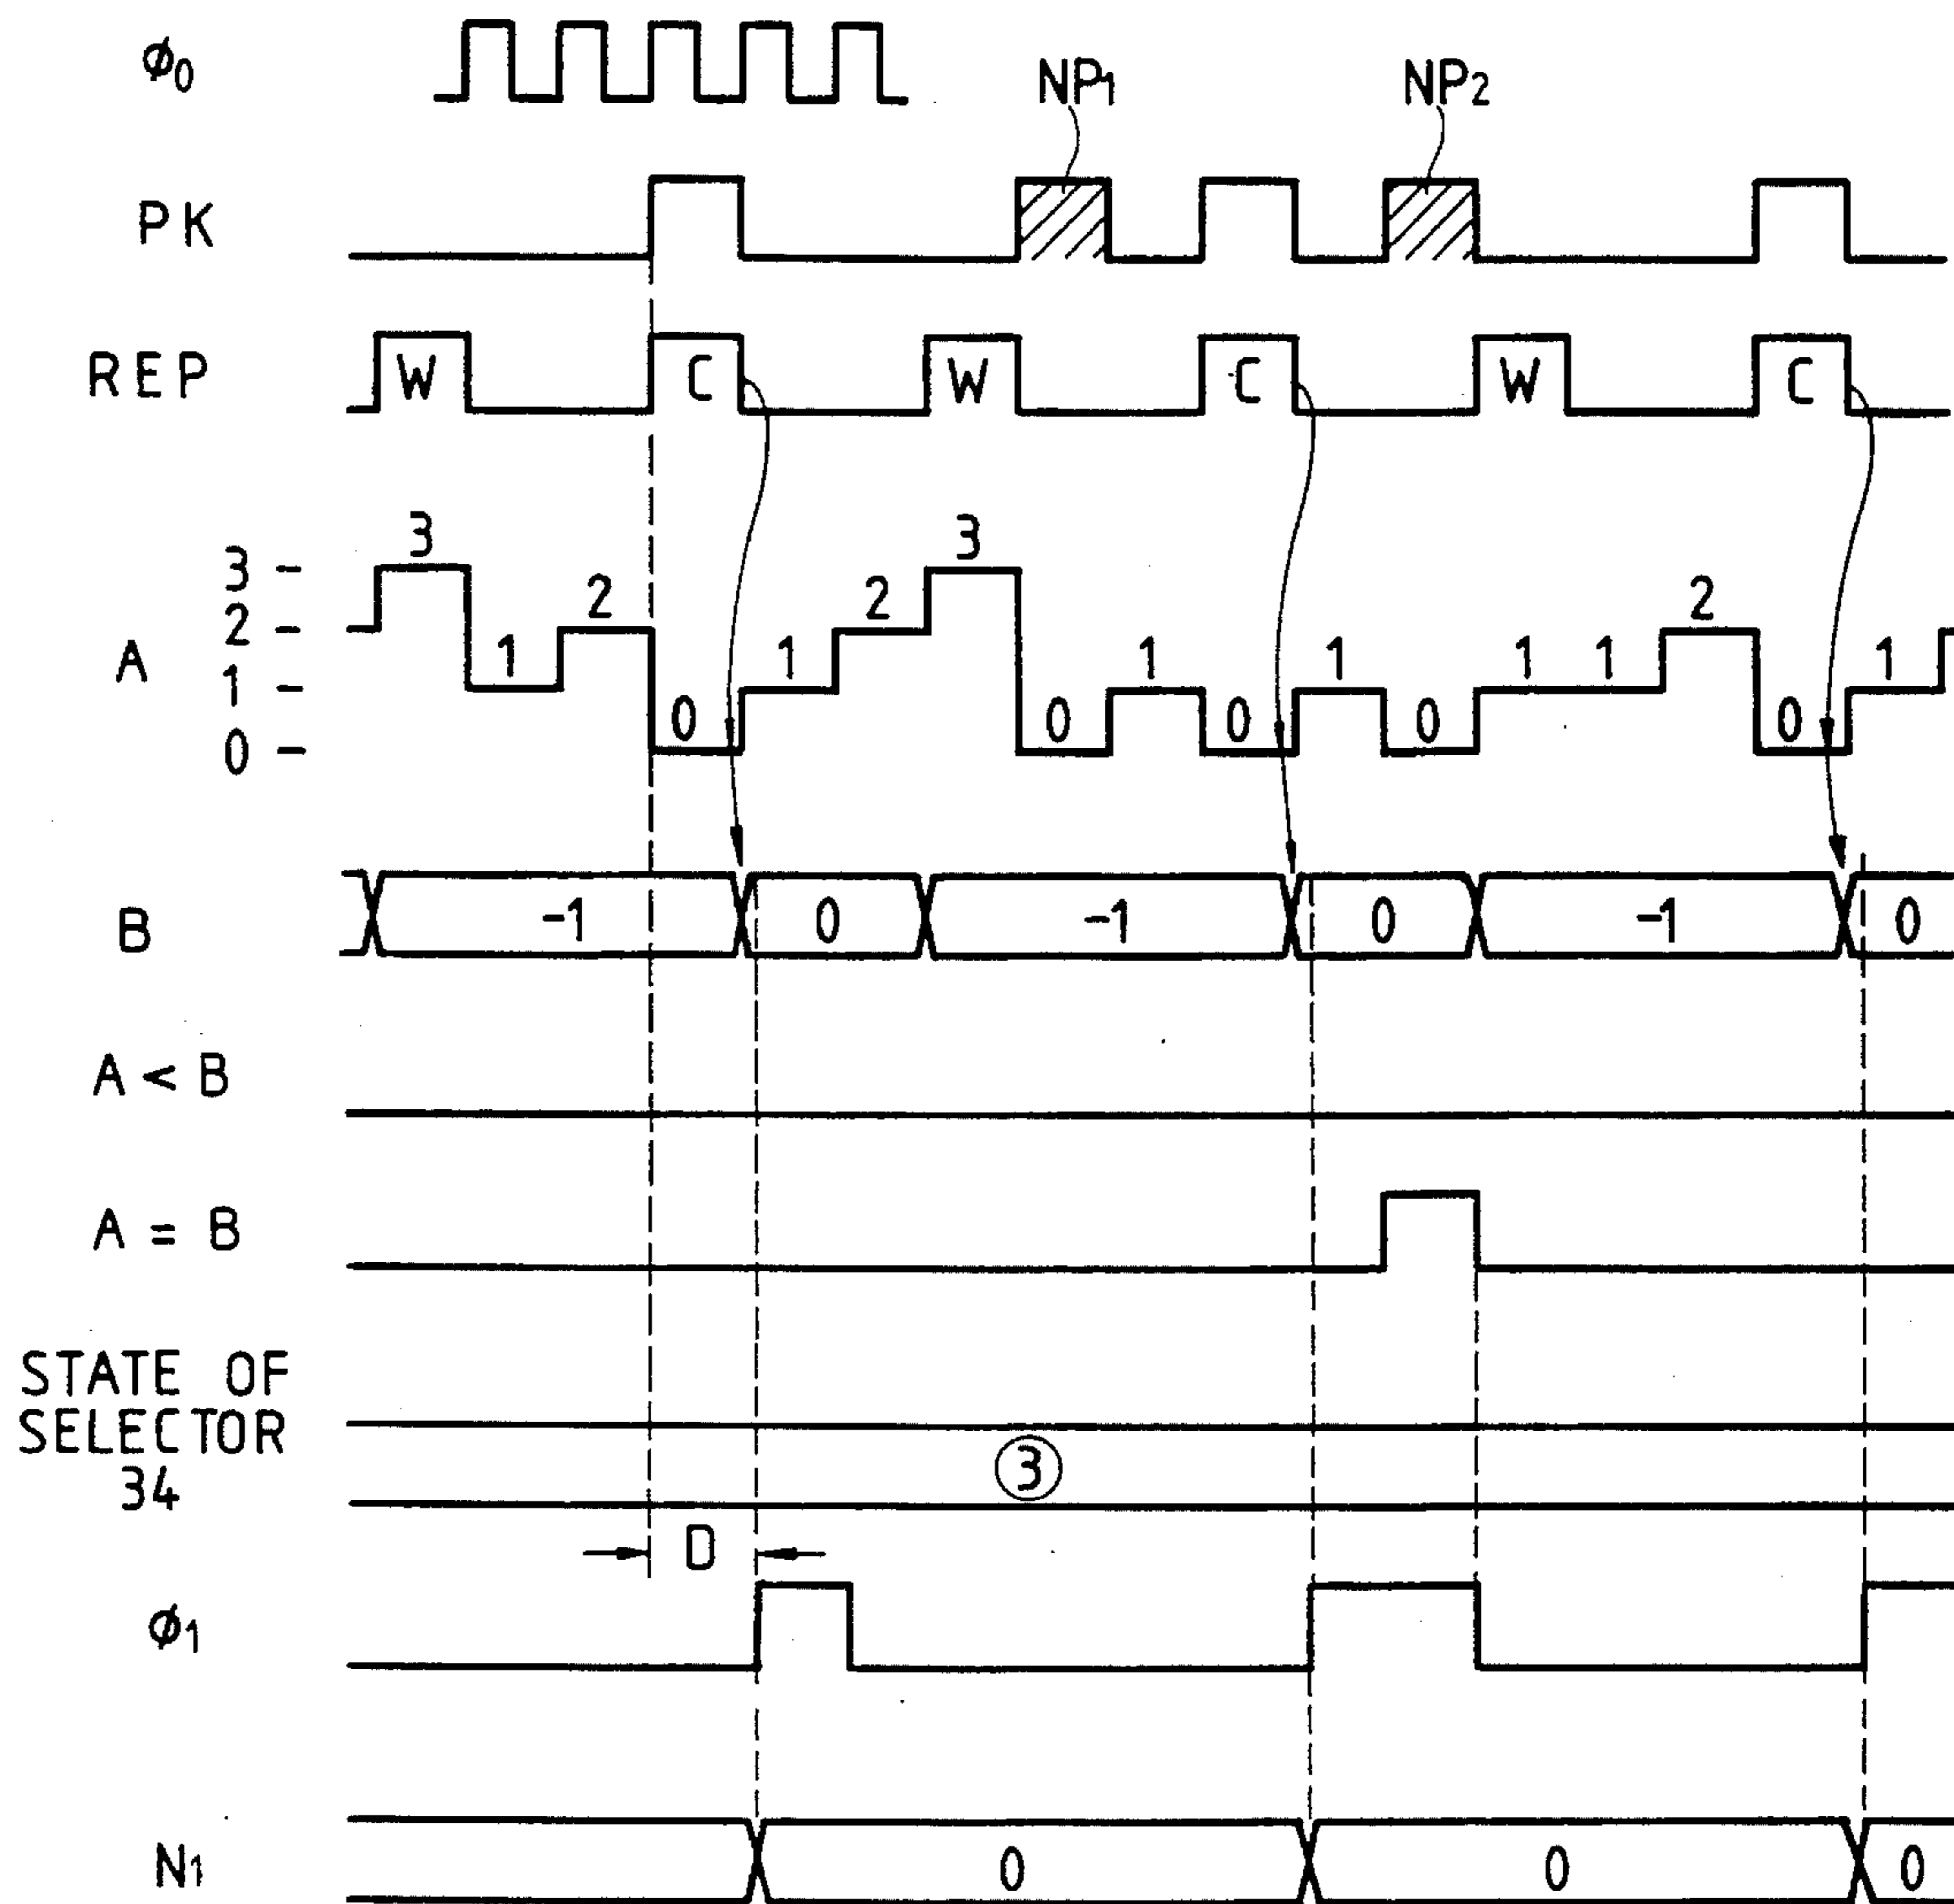 ϕ0
NP1 NP2
PK
REP W C W C W C
3 3
3 –
2 – 2 2 2
A 1 1 1 1 1 1 1
1 –
0 0 0 0 0
0 –
B -1 0 -1 0 -1 0
A < B
A = B
STATE OF
SELECTOR
34
③
D
ϕ1
N1 0 0 0